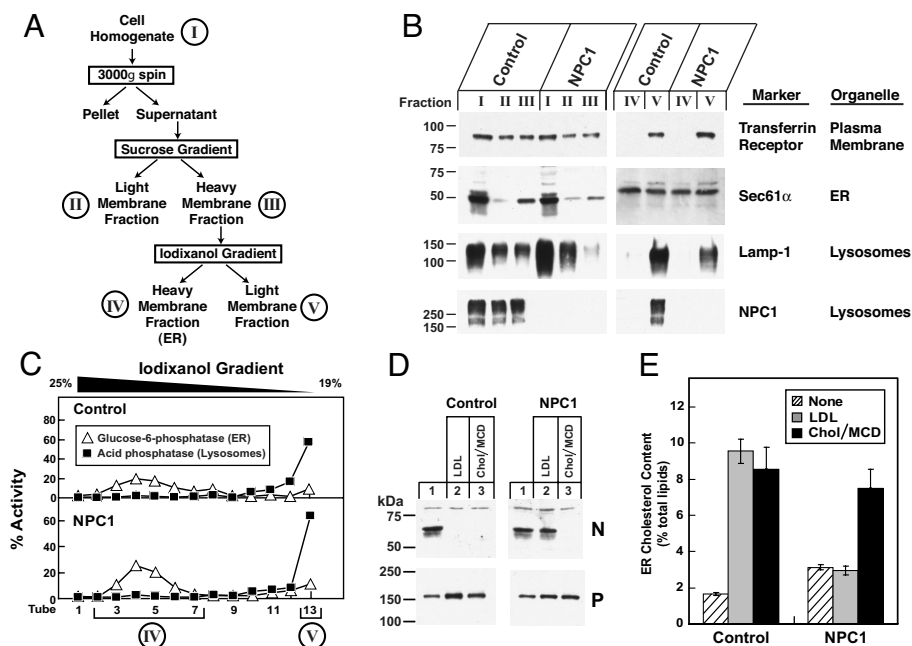 A
Cell
Homogenate
I
3000g spin
Pellet
Supernatant
Sucrose Gradient
II
Light
Membrane
Fraction
Heavy
Membrane
Fraction
III
Iodixanol Gradient
IV
Heavy
Membrane
Fraction
(ER)
Light
Membrane
Fraction
V
B
Control
NPC1
Control
NPC1
Fraction
I II III I II III
IV V IV V
Marker
Organelle
100
75
Transferrin
Receptor
Plasma
Membrane
75
50
Sec61α
ER
150
100
Lamp-1
Lysosomes
250
150
NPC1
Lysosomes
C
Iodixanol Gradient
25%
19%
Control
Glucose-6-phosphatase (ER)
Acid phosphatase (Lysosomes)
80
60
40
20
0
NPC1
60
40
20
0
% Activity
Tube
1 3 5 7 9 11 13
IV
V
D
Control
NPC1
LDL
Chol/MCD
LDL
Chol/MCD
1 2 3
1 2 3
kDa
75
50
N
250
150
100
P
E
None
LDL
Chol/MCD
ER Cholesterol Content
(% total lipids)
12
10
8
6
4
2
0
Control
NPC1